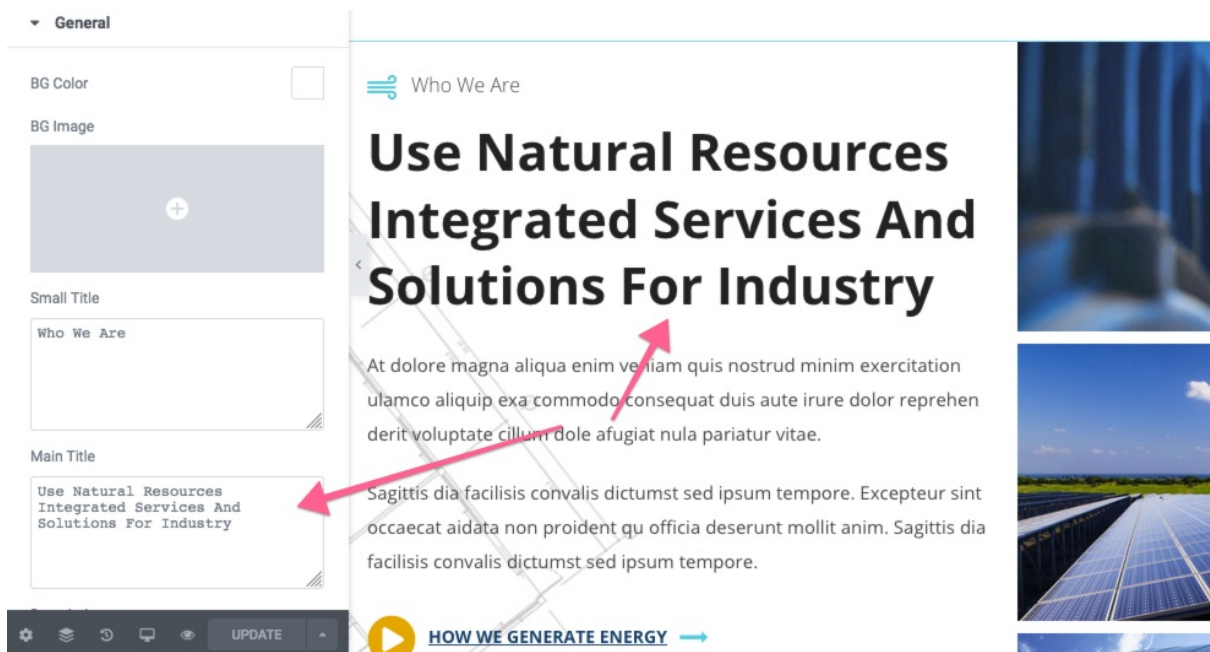 General
BG Color
BG Image
Small Title
Who We Are
Main Title
Use Natural Resources
Integrated Services And
Solutions For Industry
UPDATE
Who We Are
Use Natural Resources
Integrated Services And
Solutions For Industry
At dolore magna aliqua enim veniam quis nostrud minim exercitation
ulamco aliquip exa commodo consequat duis aute irure dolor reprehen
derit voluptate cillum dole afugiat nula pariatur vitae.
Sagittis dia facilisis convalis dictumst sed ipsum tempore. Excepteur sint
occaecat aidata non proident qu officia deserunt mollit anim. Sagittis dia
facilisis convalis dictumst sed ipsum tempore.
HOW WE GENERATE ENERGY